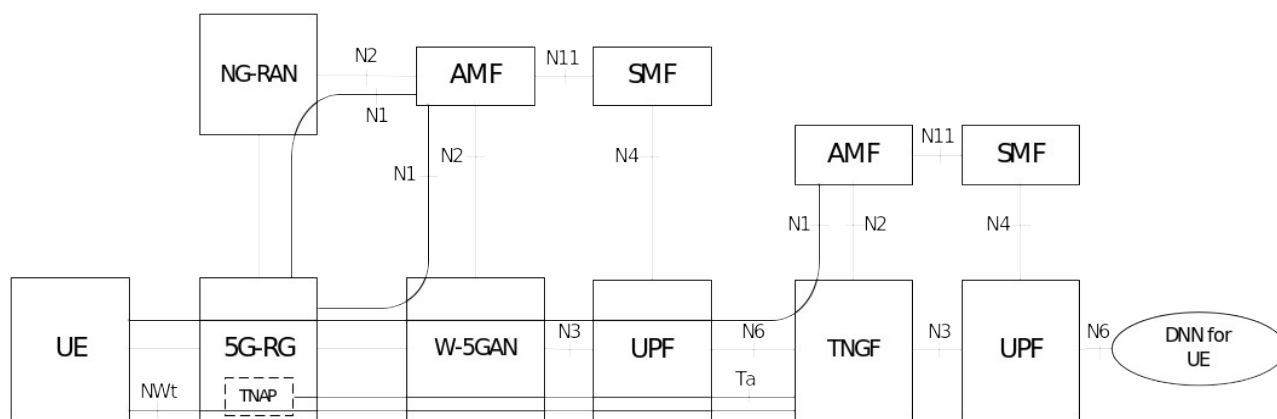 N2
N11
NG-RAN
AMF
SMF
N1
N11
AMF
SMF
N1
N2
N4
N1
N2
N4
N3
N6
N3
N6
UE
5G-RG
W-5GAN
UPF
TNGF
UPF
DNN for
UE
Ta
NWt
TNAP